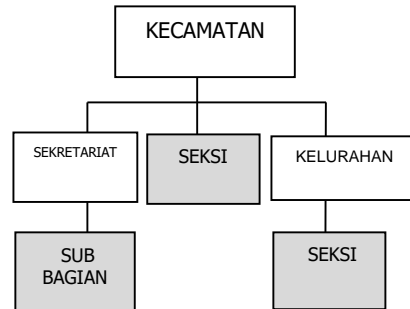 KECAMATAN
SEKRETARIAT
SEKSI
KELURAHAN
SUB
BAGIAN
SEKSI